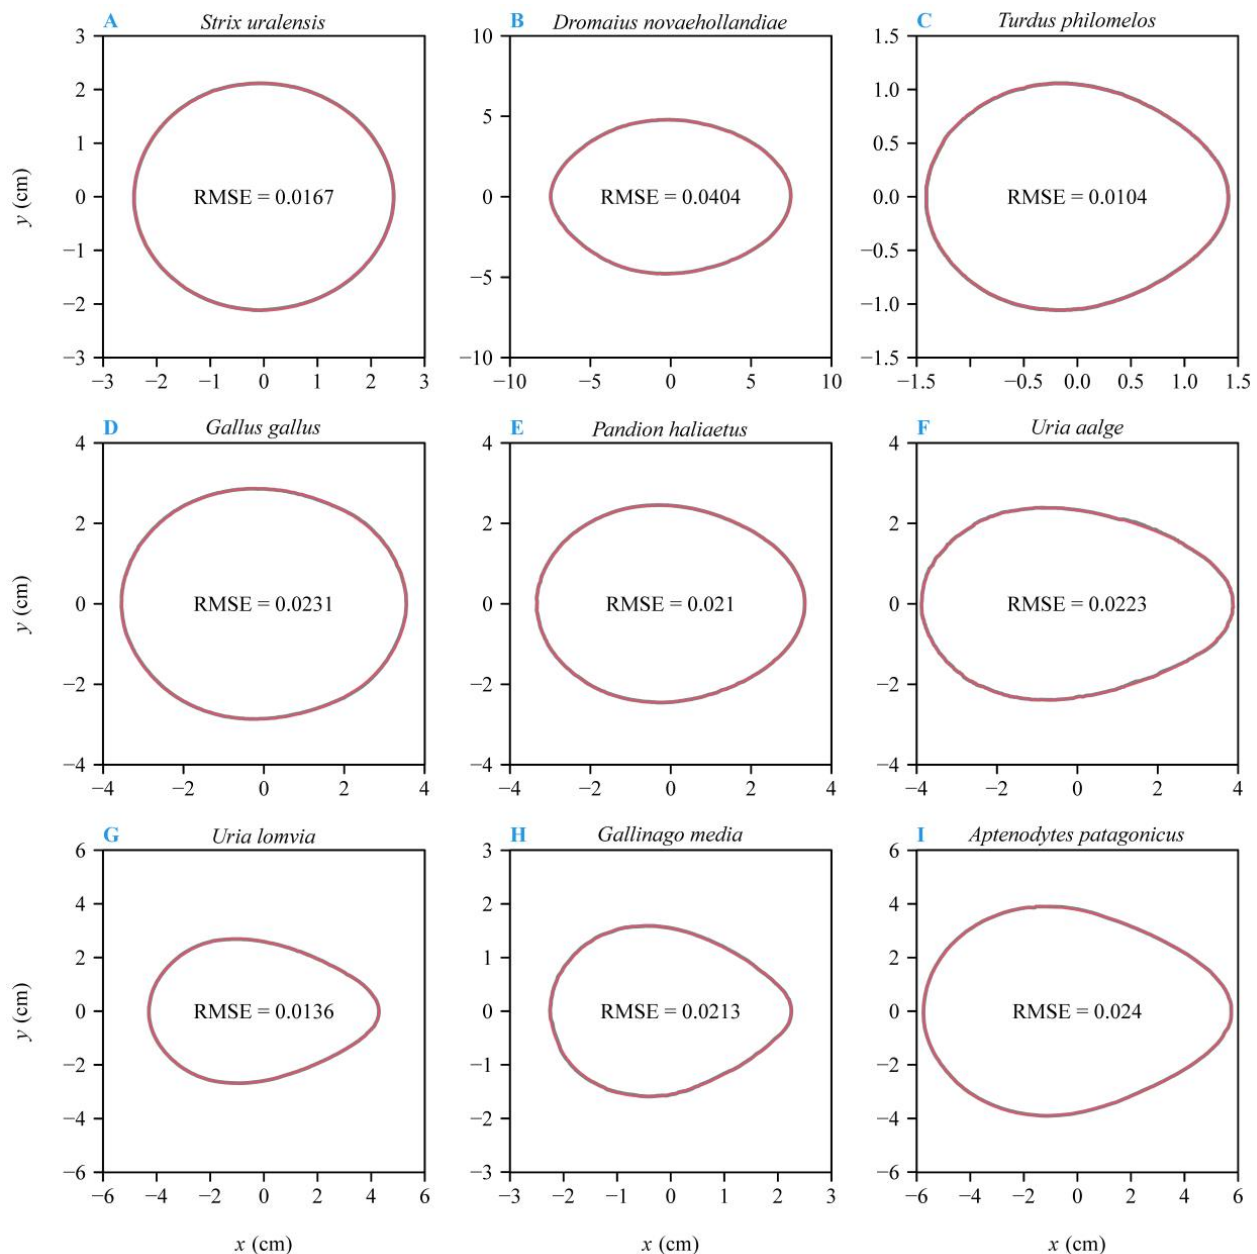 A Strix uralensis
B Dromaius novaehollandiae
C Turdus philomelos
3
2
1
0
−1
−2
−3
y (cm)
RMSE = 0.0167
−3 −2 −1 0 1 2 3
10
5
0
−5
−10
RMSE = 0.0404
−10 −5 0 5 10
1.5
1.0
0.5
0.0
−0.5
−1.0
−1.5
RMSE = 0.0104
−1.5 −0.5 0.0 0.5 1.0 1.5
D Gallus gallus
E Pandion haliaetus
F Uria aalge
4
2
0
−2
−4
y (cm)
RMSE = 0.0231
−4 −2 0 2 4
4
2
0
−2
−4
RMSE = 0.021
−4 −2 0 2 4
4
2
0
−2
−4
RMSE = 0.0223
−4 −2 0 2 4
G Uria lomvia
H Gallinago media
I Aptenodytes patagonicus
6
4
2
0
−2
−4
−6
y (cm)
RMSE = 0.0136
−6 −4 −2 0 2 4 6
x (cm)
3
2
1
0
−1
−2
−3
RMSE = 0.0213
−3 −2 −1 0 1 2 3
x (cm)
6
4
2
0
−2
−4
−6
RMSE = 0.024
−6 −4 −2 0 2 4 6
x (cm)